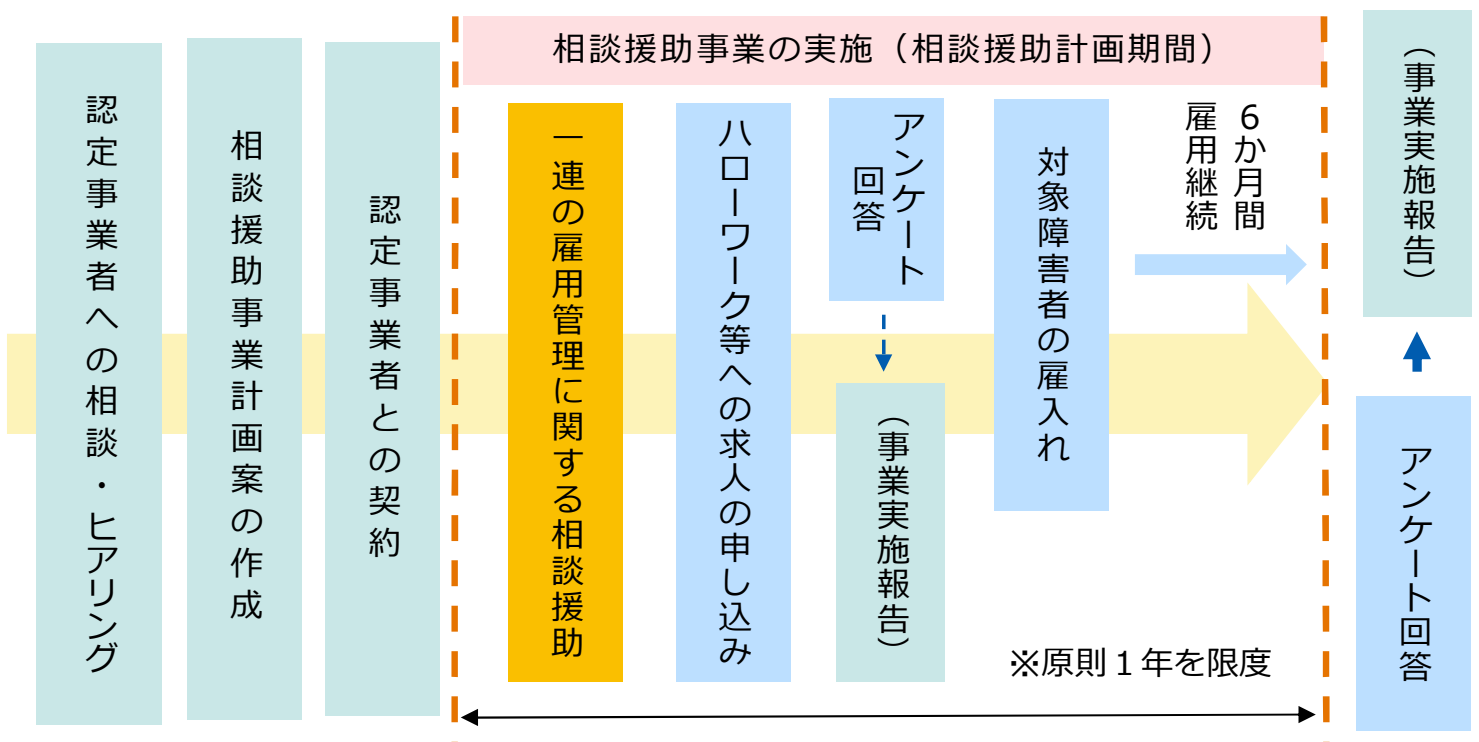 認定事業者への相談・ヒアリング
相談援助事業計画案の作成
認定事業者との契約
相談援助事業の実施（相談援助計画期間）
一連の雇用管理に関する相談援助
ハローワーク等への求人の申し込み
アンケート
回答
（事業実施報告）
対象障害者の雇入れ
６か月間
雇用継続
※原則１年を限度
（事業実施報告）
アンケート回答